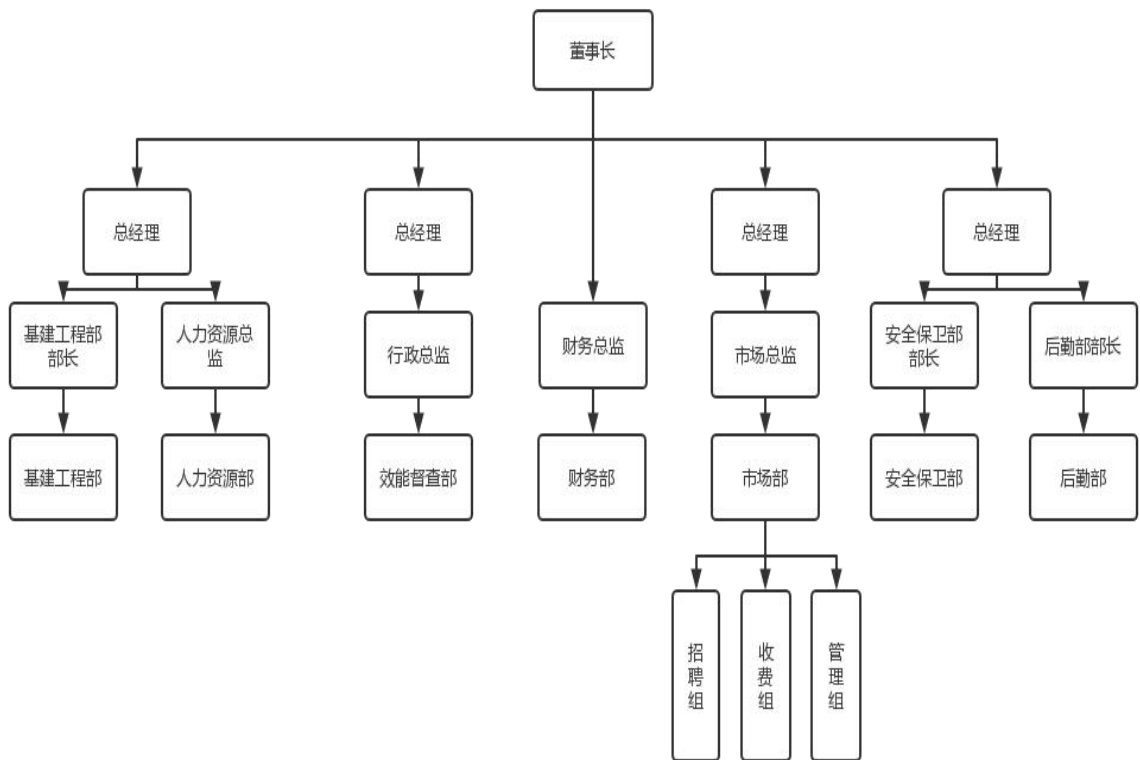 董事长
总经理
总经理
总经理
总经理
基建工程部
部长
人力资源总
监
行政总监
财务总监
市场总监
安全保卫部
部长
后勤部部长
基建工程部
人力资源部
效能督查部
财务部
市场部
安全保卫部
后勤部
招聘组
收费组
管理组